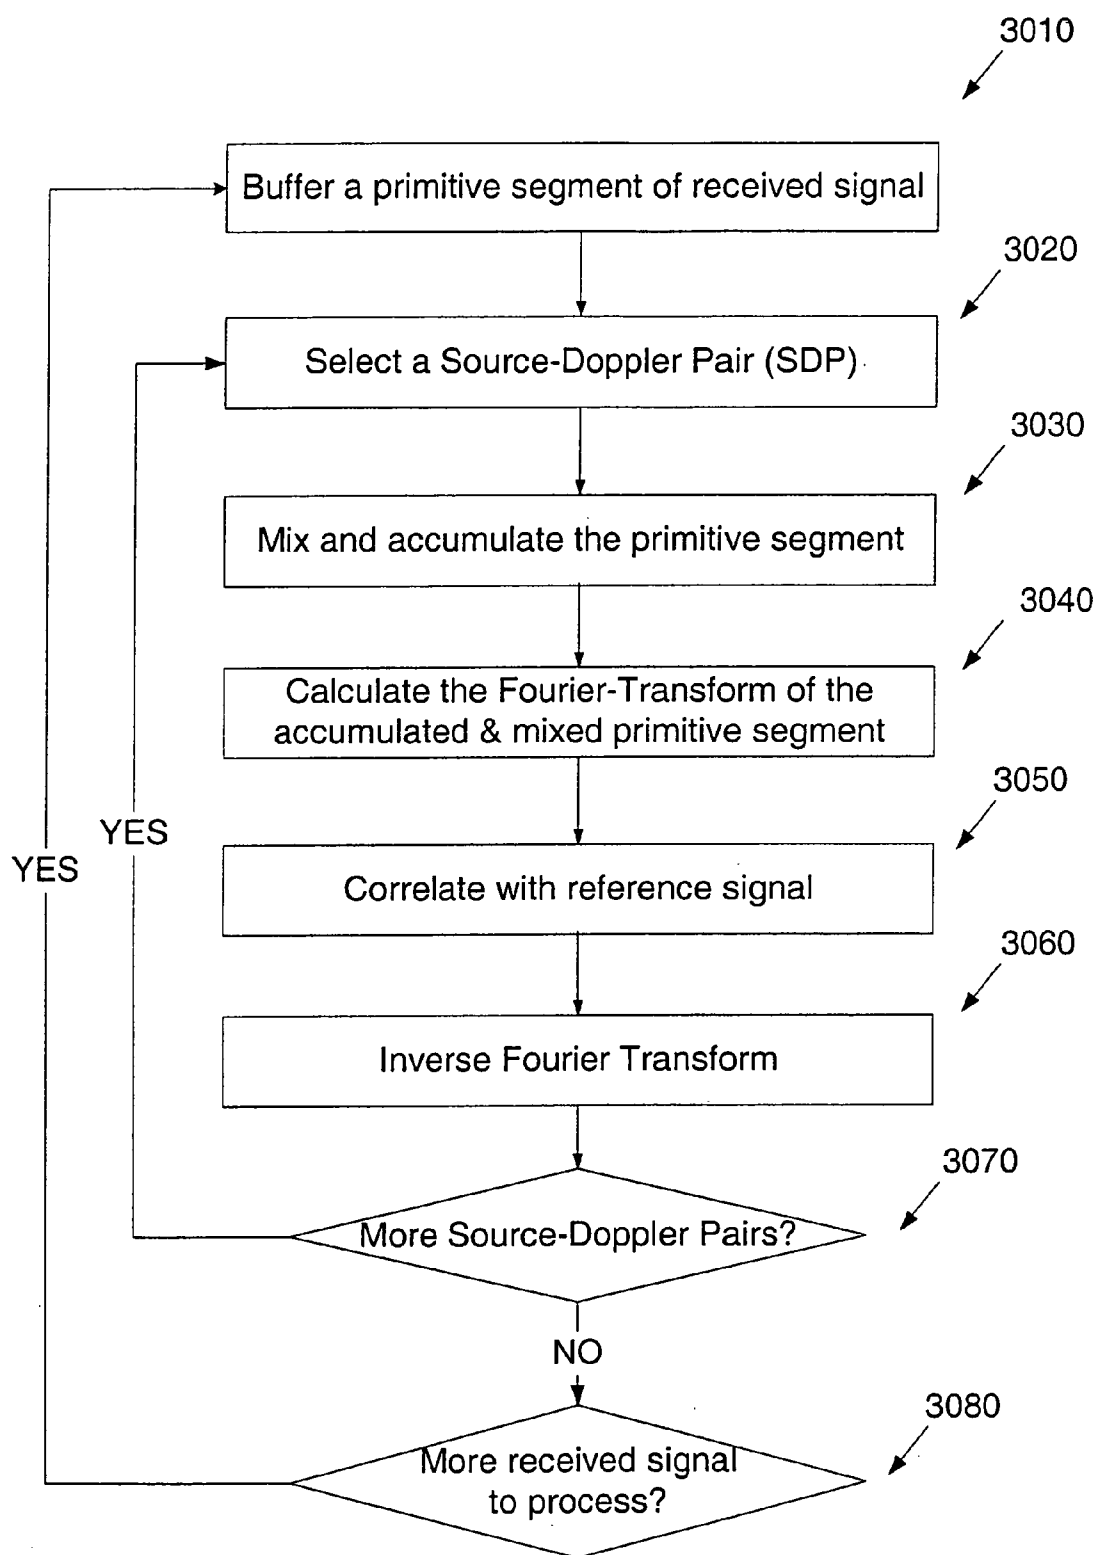 3010
Buffer a primitive segment of received signal
3020
Select a Source-Doppler Pair (SDP)
3030
Mix and accumulate the primitive segment
3040
Calculate the Fourier-Transform of the
accumulated & mixed primitive segment
3050
YES
YES
Correlate with reference signal
3060
Inverse Fourier Transform
3070
More Source-Doppler Pairs?
NO
3080
More received signal
to process?